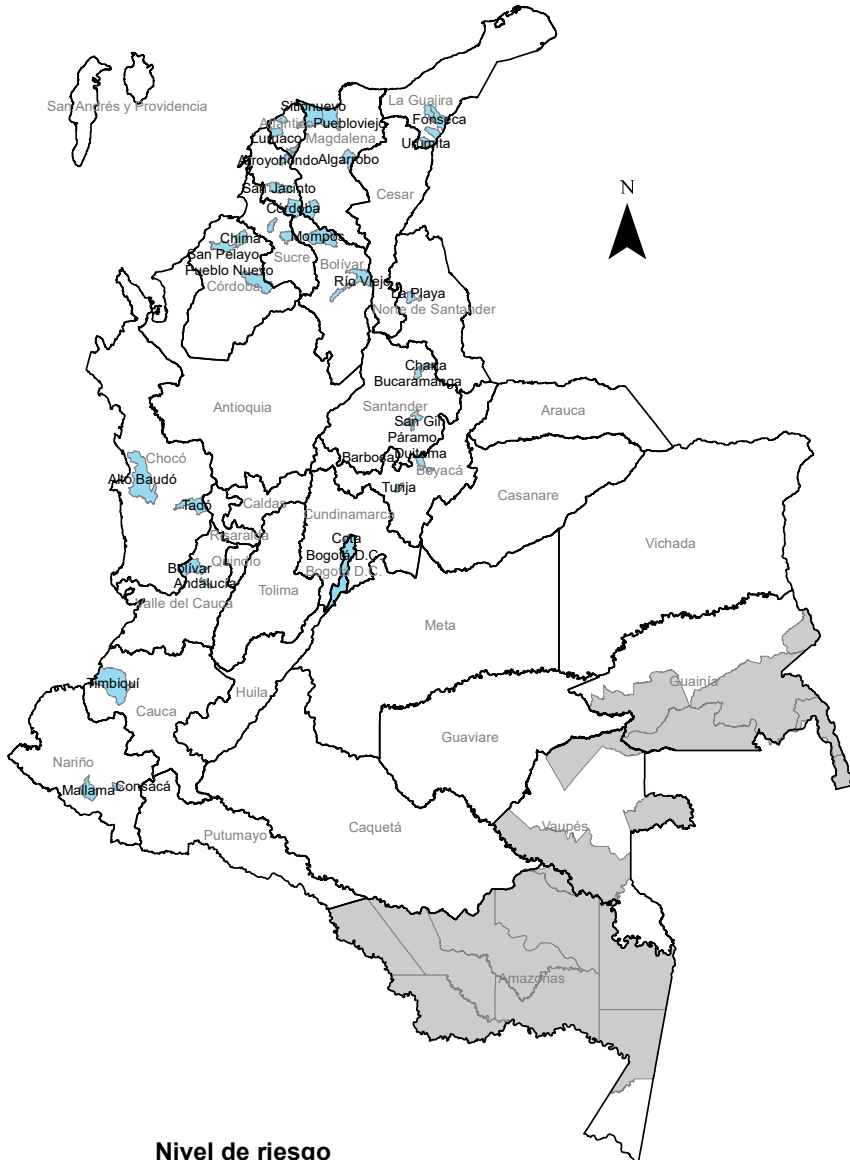 San Andrés y Providencia
La Guajira
Sitionuevo
Fonseca
Atlántico
Puebloviejo
Luruaco
Magdalena
Urumita
Arroyohondo
Algarrobo
San Jacinto
Cesar
Córdoba
N
Chimá
Mompós
San Pelayo
Sucre
Bolívar
Pueblo Nuevo
Córdoba
Río Viejo
La Playa
Norte de Santander
Charta
Bucaramanga
Antioquia
Santander
Arauca
San Gil
Páramo
Barbosa
Duitama
Chocó
Boyacá
Alto Baudó
Tunja
Casanare
Tadó
Caldas
Cundinamarca
Risaralda
Cota
Vichada
Bogotá D.C.
Quindío
Bolívar
Bogotá D.C.
Andalucía
Tolima
Valle del Cauca
Meta
Timbiquí
Guainía
Huila
Cauca
Guaviare
Nariño
Mallama
Consacá
Putumayo
Caquetá
Vaupés
Amazonas
Nivel de riesgo